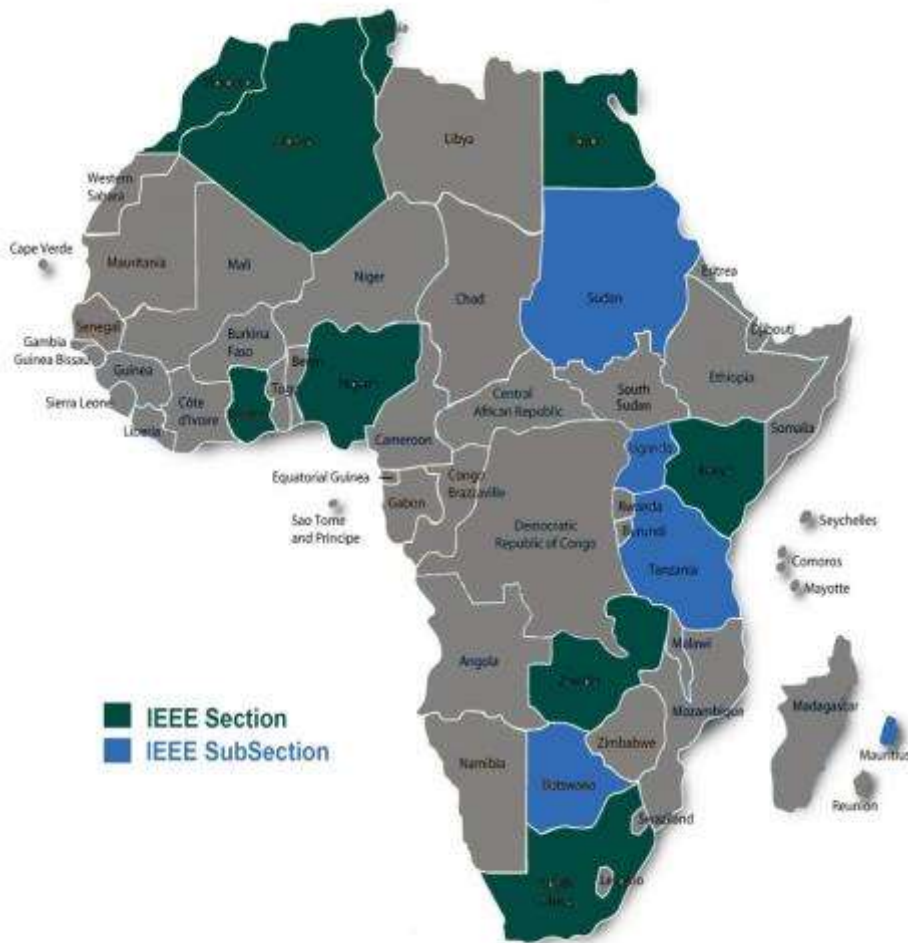 Libya
Western
Sahara
Cape Verde
Mauritania
Mali
Niger
Chad
Sudan
Eritrea
Djibouti
Senegal
Gambia
Guinea Bissau
Guinea
Sierra Leone
Liberia
Côte
d'Ivoire
Burkina
Faso
Togo
Benin
Cameroon
Central
African Republic
South
Sudan
Ethiopia
Somalia
Uganda
Equatorial Guinea
Gabon
Congo
Brazzaville
Sao Tome
and Principe
Democratic
Republic of Congo
Rwanda
Burundi
Tanzania
Seychelles
Comoros
Mayotte
Angola
Malawi
Mozambique
Zimbabwe
Madagascar
Mauritius
Reunion
Namibia
Botswana
Swaziland
IEEE Section
IEEE SubSection